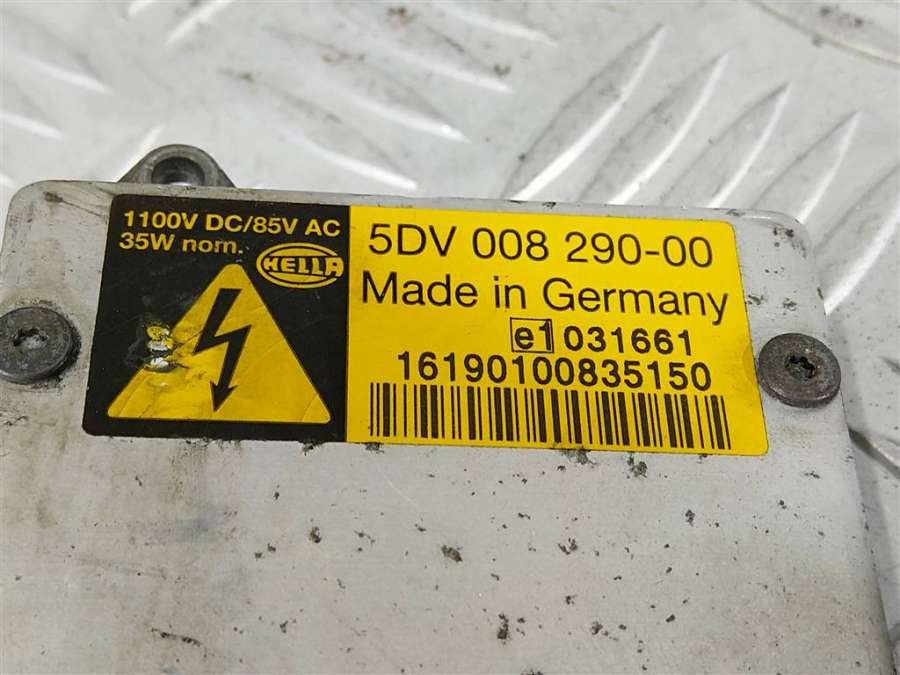 1100V DC/85V AC
35W nom.
HELLA
5DV 008 290-00
Made in Germany
e1 031661
16190100835150